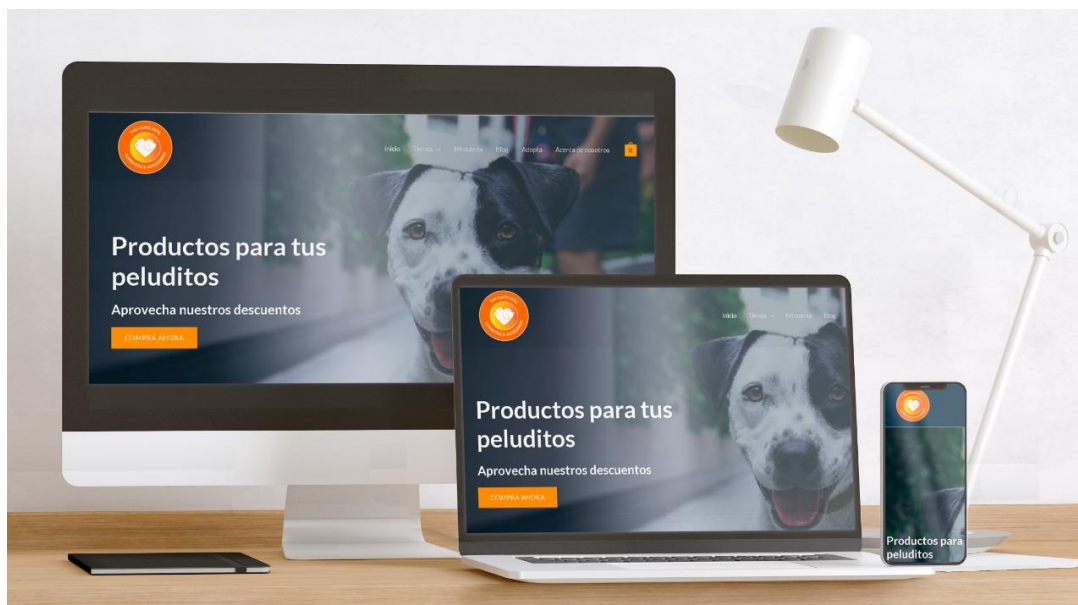 Inicio Tienda Mi cuenta Blog Adopta Acerca de nosotros 0
Productos para tus
peluditos
Aprovecha nuestros descuentos
COMPRA AHORA
Inicio Tienda Mi cuenta Blog
Productos para tus
peluditos
Aprovecha nuestros descuentos
COMPRA AHORA
Productos para
peluditos